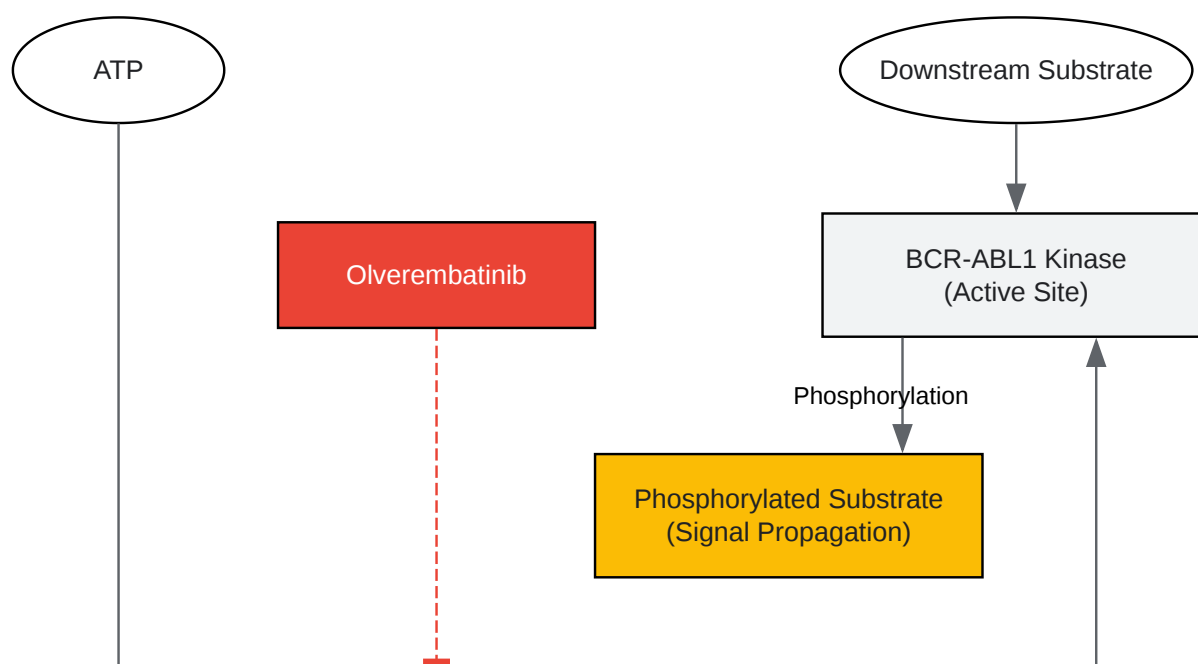 ATP
Downstream Substrate
Olverembatinib
BCR-ABL1 Kinase
(Active Site)
Phosphorylation
Phosphorylated Substrate
(Signal Propagation)